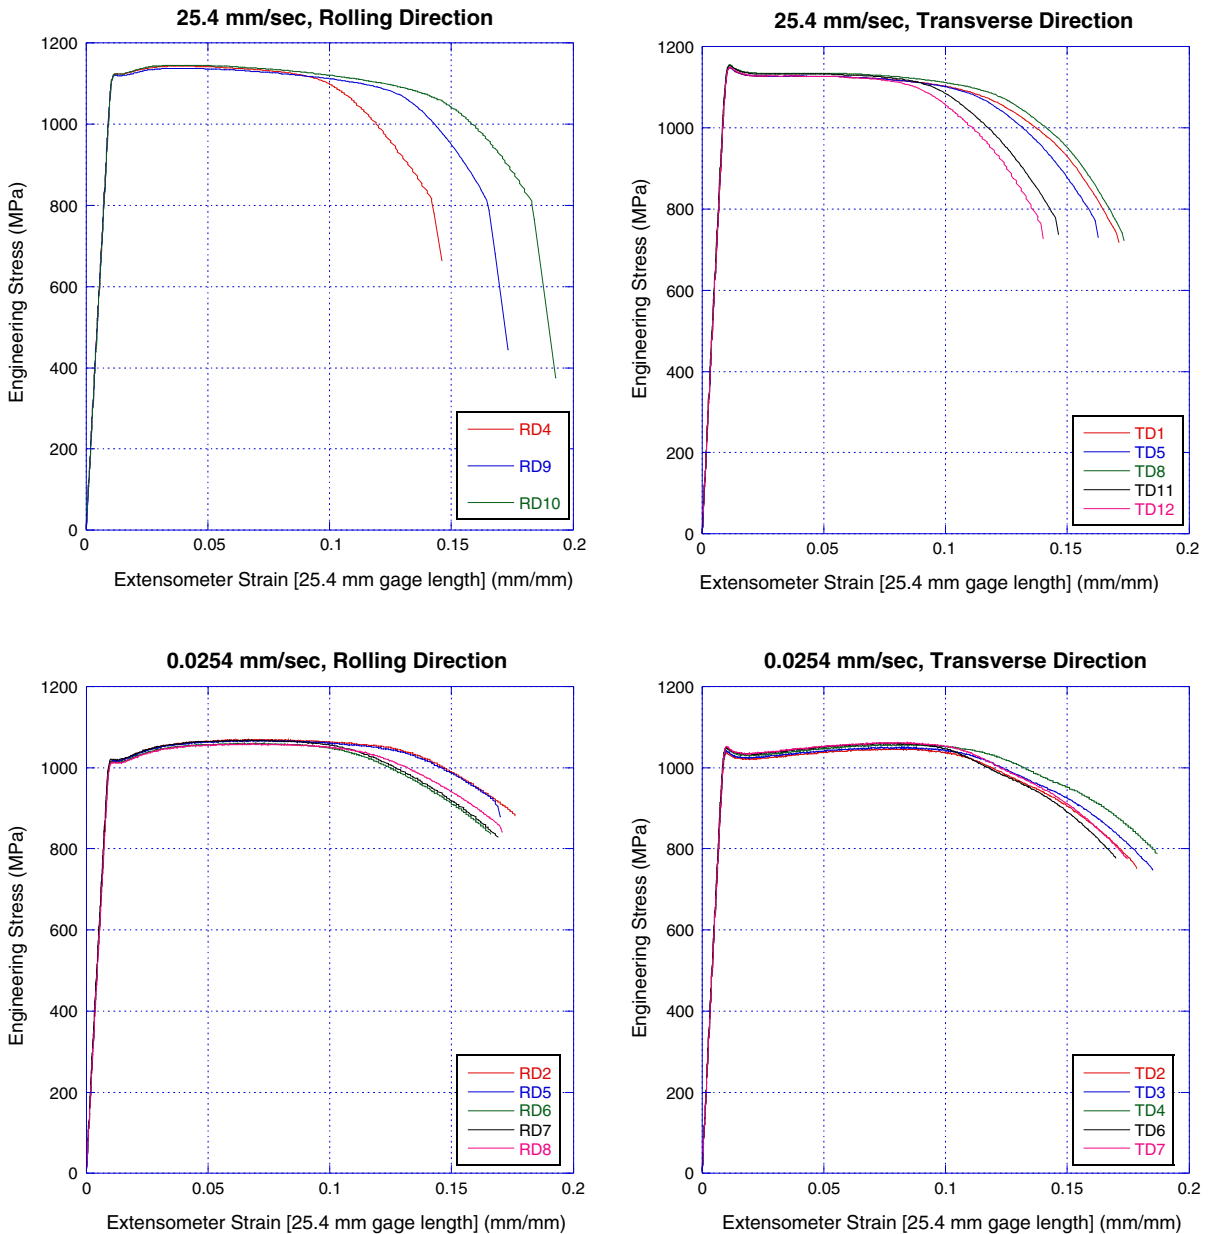 25.4 mm/sec, Rolling Direction
1200
1000
800
600
400
200
0
Engineering Stress (MPa)
RD4
RD9
RD10
0 0.05 0.1 0.15 0.2
Extensometer Strain [25.4 mm gage length] (mm/mm)
25.4 mm/sec, Transverse Direction
1200
1000
800
600
400
200
0
Engineering Stress (MPa)
TD1
TD5
TD8
TD11
TD12
0 0.05 0.1 0.15 0.2
Extensometer Strain [25.4 mm gage length] (mm/mm)
0.0254 mm/sec, Rolling Direction
1200
1000
800
600
400
200
0
Engineering Stress (MPa)
RD2
RD5
RD6
RD7
RD8
0 0.05 0.1 0.15 0.2
Extensometer Strain [25.4 mm gage length] (mm/mm)
0.0254 mm/sec, Transverse Direction
1200
1000
800
600
400
200
0
Engineering Stress (MPa)
TD2
TD3
TD4
TD6
TD7
0 0.05 0.1 0.15 0.2
Extensometer Strain [25.4 mm gage length] (mm/mm)